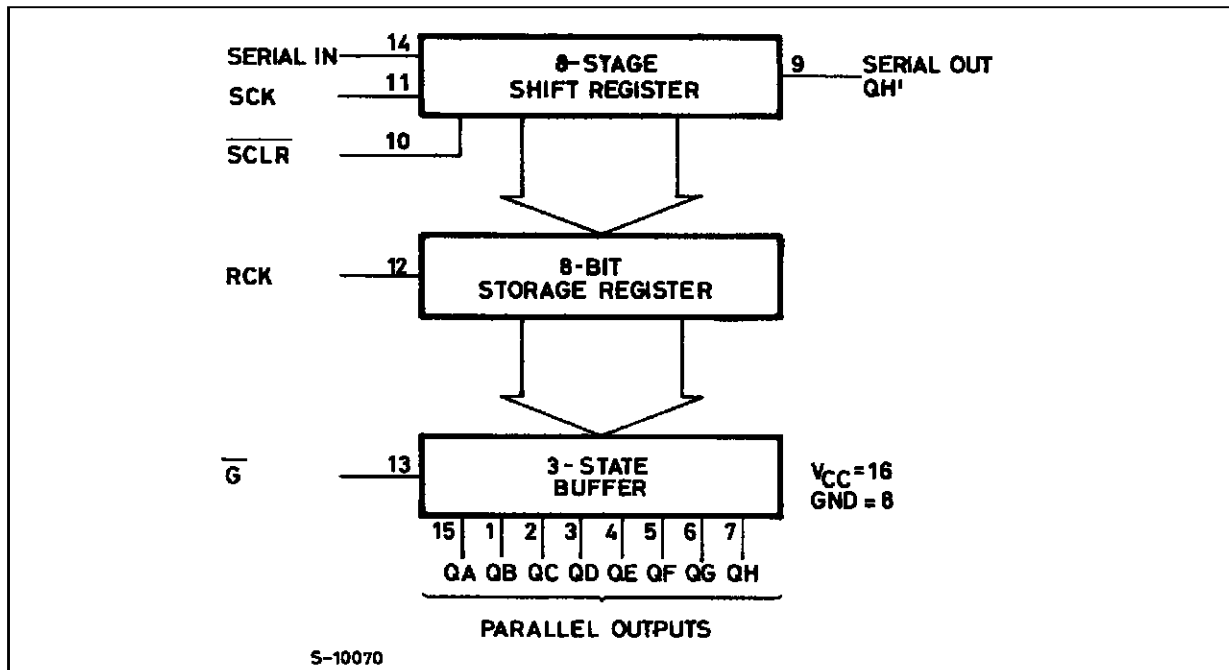 SERIAL IN 14
8-STAGE
SHIFT REGISTER
9 SERIAL OUT
QH'
SCK 11
SCLR 10
RCK 12
8-BIT
STORAGE REGISTER
G 13
3-STATE
BUFFER
VCC=16
GND=8
15 1 2 3 4 5 6 7
QA QB QC QD QE QF QG QH
PARALLEL OUTPUTS
S-10070